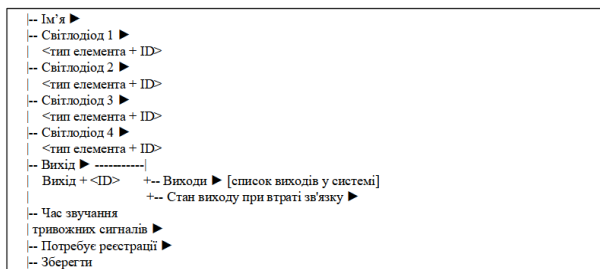 |-- Ім’я ►
|-- Світлодіод 1 ►
| <тип елемента + ID>
|-- Світлодіод 2 ►
| <тип елемента + ID>
|-- Світлодіод 3 ►
| <тип елемента + ID>
|-- Світлодіод 4 ►
| <тип елемента + ID>
|-- Вихід ► -----------|
| Вихід + <ID> +-- Виходи ► [список виходів у системі]
| +-- Стан виходу при втраті зв'язку ►
|-- Час звучання
| тривожних сигналів ►
|-- Потребує реєстрації ►
|-- Зберегти